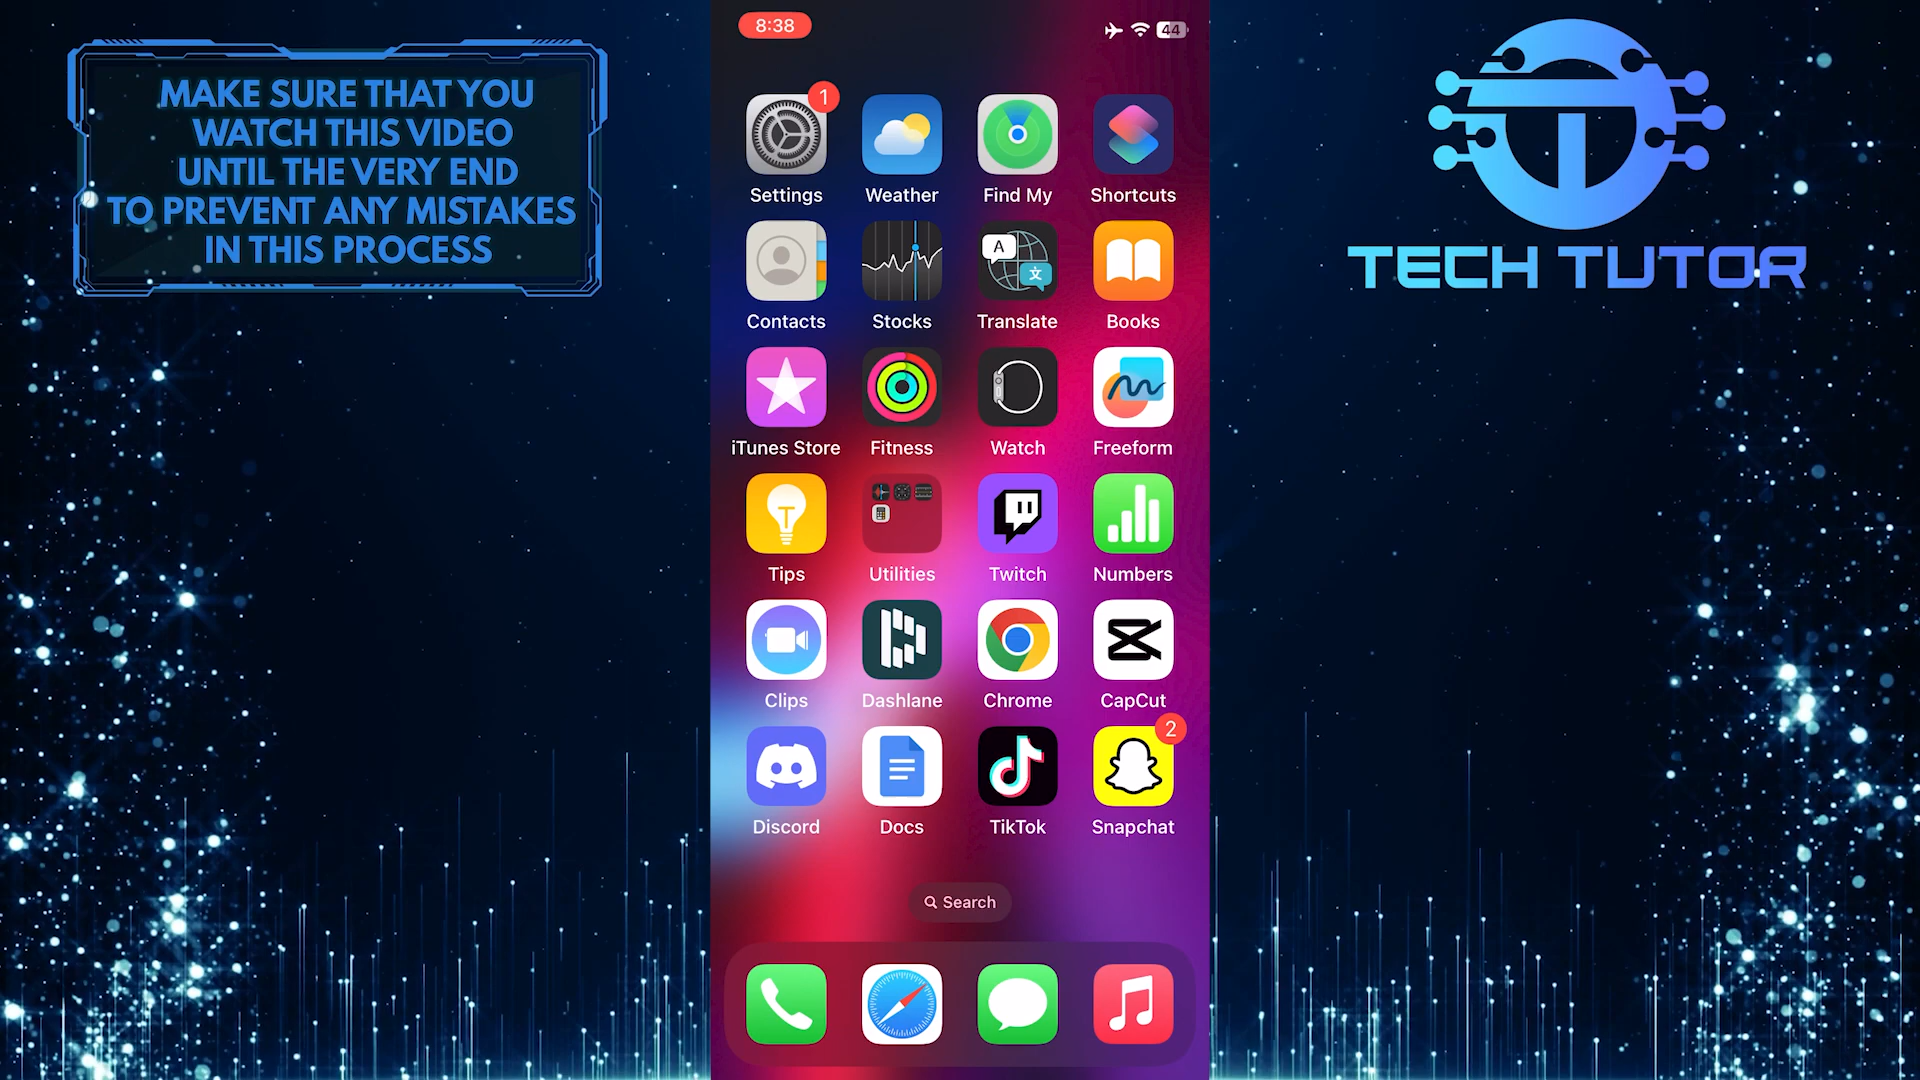 MAKE SURE THAT YOU
WATCH THIS VIDEO
UNTIL THE VERY END
TO PREVENT ANY MISTAKES
IN THIS PROCESS
8:38
44
1
Settings
Weather
Find My
Shortcuts
A
文
Contacts
Stocks
Translate
Books
iTunes Store
Fitness
Watch
Freeform
Tips
Utilities
Twitch
Numbers
Clips
Dashlane
Chrome
CapCut
2
Discord
Docs
TikTok
Snapchat
Search
TECH TUTOR